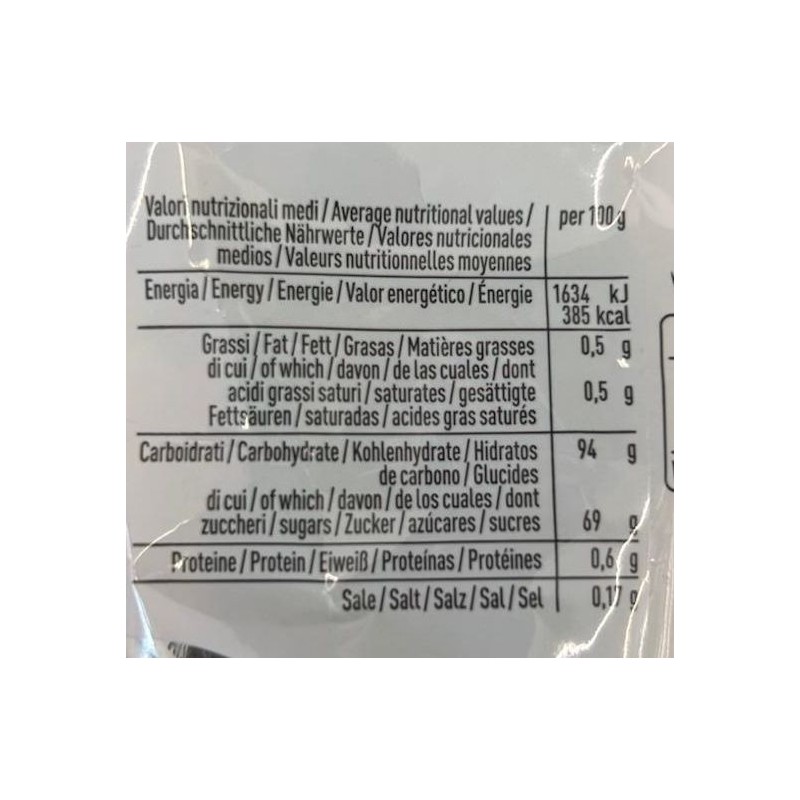 Valori nutrizionali medi / Average nutritional values / per 100 g
Durchschnittliche Nährwerte / Valores nutricionales
medios / Valeurs nutritionnelles moyennes
Energia / Energy / Energie / Valor energético / Énergie 1634 kJ
385 kcal
Grassi / Fat / Fett / Grasas / Matières grasses 0,5 g
di cui / of which / davon / de las cuales / dont
acidi grassi saturi / saturates / gesättigte 0,5 g
Fettsäuren / saturadas / acides gras saturés
Carboidrati / Carbohydrate / Kohlenhydrate / Hidratos 94 g
de carbono / Glucides
di cui / of which / davon / de los cuales / dont
zuccheri / sugars / Zucker / azúcares / sucres 69 g
Proteine / Protein / Eiweiß / Proteínas / Protéines 0,6 g
Sale / Salt / Salz / Sal / Sel 0,17 g